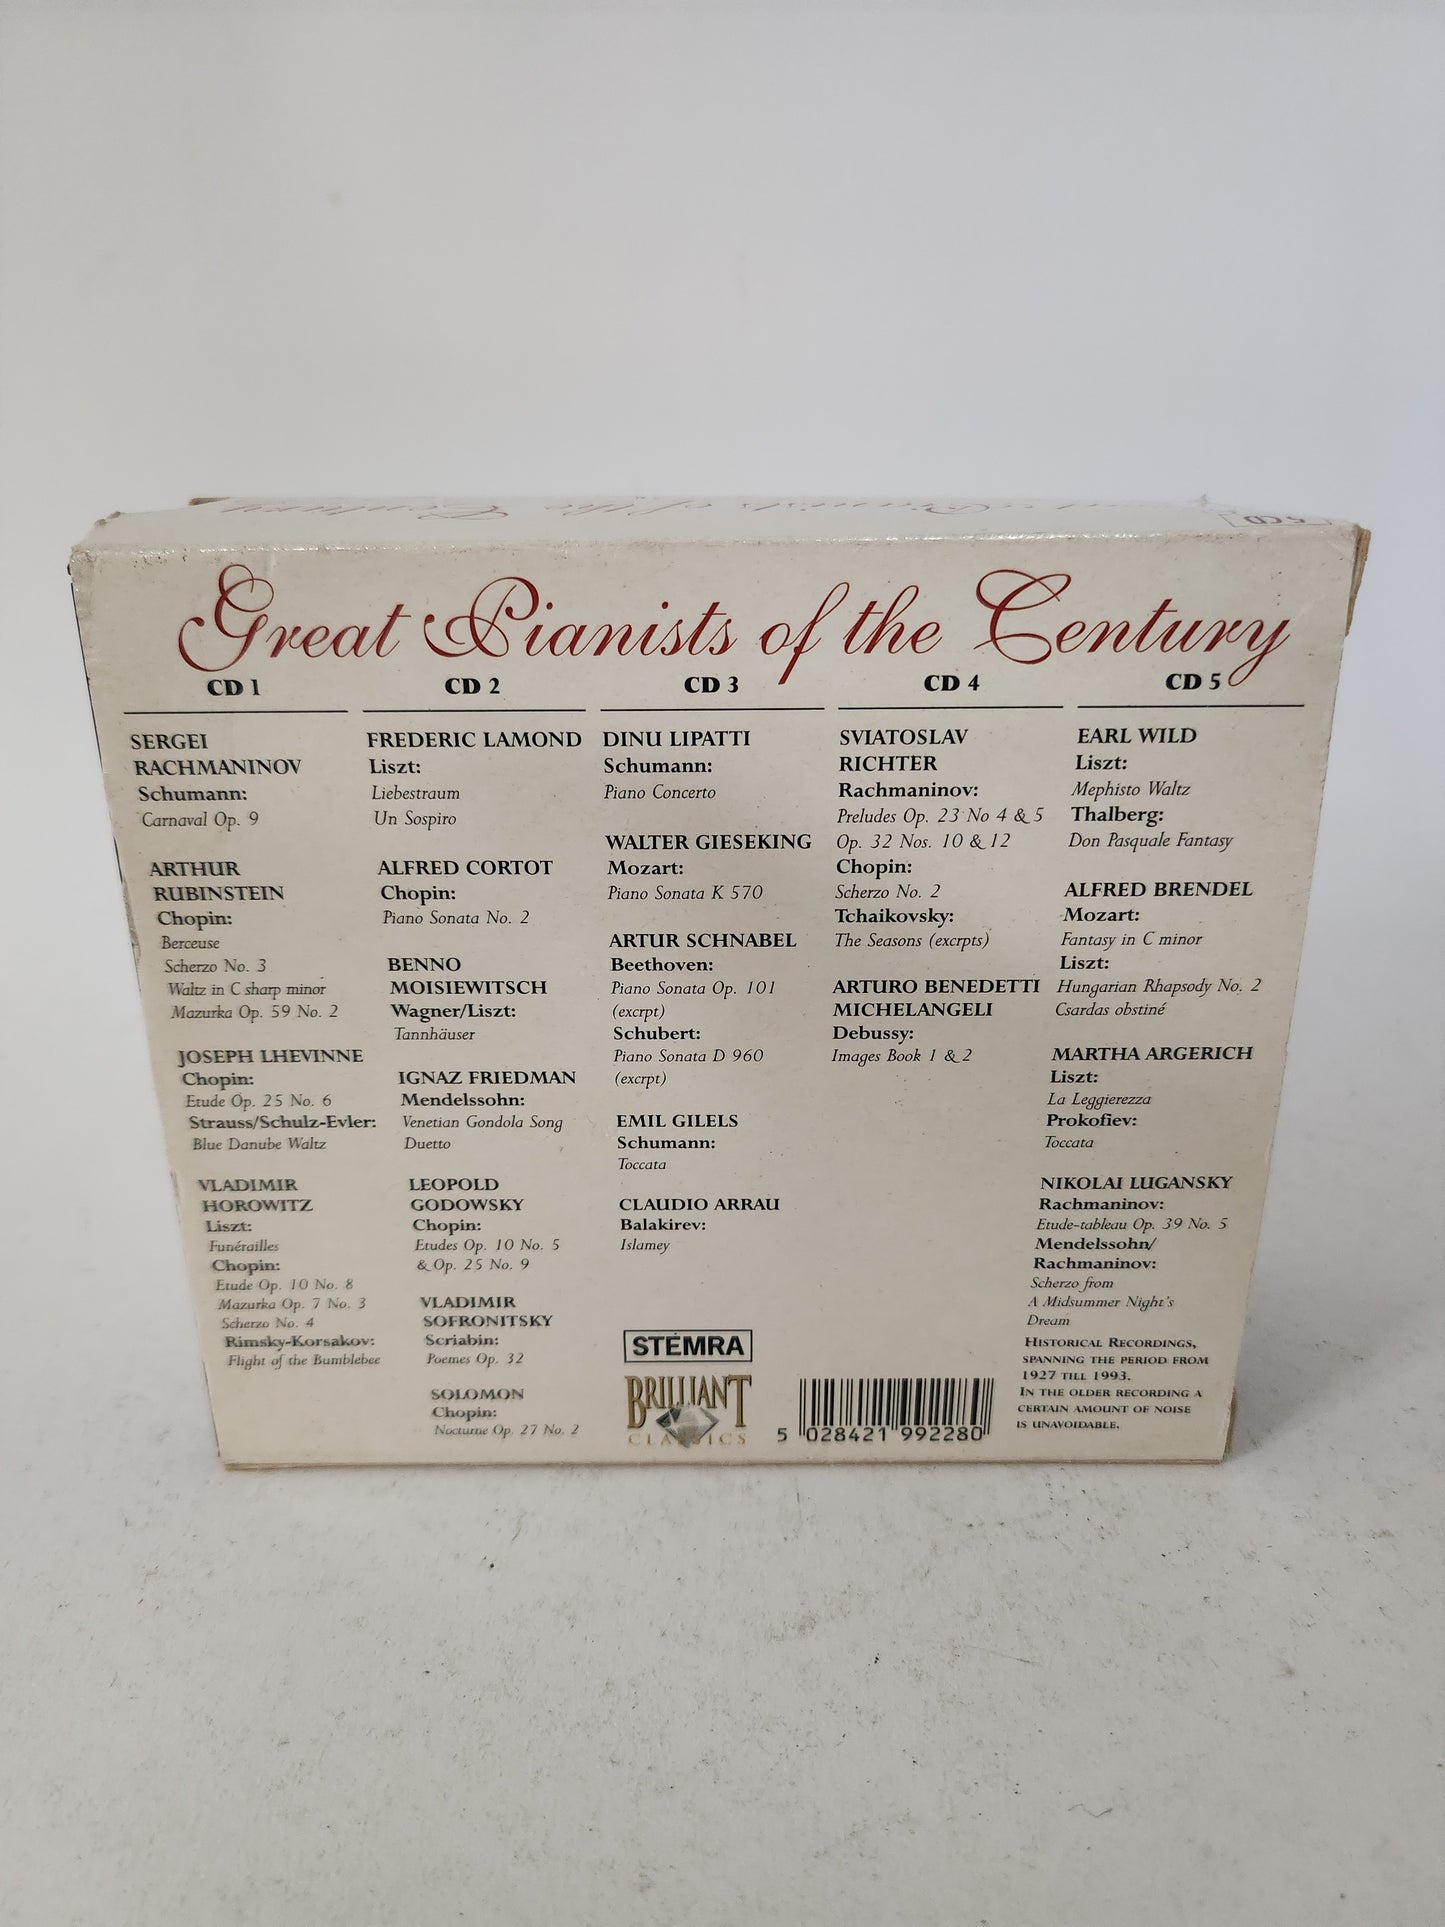 Great Pianists of the Century
5 CD
Great Pianists of the Century
CD 1
SERGEI
RACHMANINOV
Schumann:
Carnaval Op. 9
ARTHUR
RUBINSTEIN
Chopin:
Berceuse
Scherzo No. 3
Waltz in C sharp minor
Mazurka Op. 59 No. 2
JOSEPH LHEVINNE
Chopin:
Etude Op. 25 No. 6
Strauss/Schulz-Evler:
Blue Danube Waltz
VLADIMIR
HOROWITZ
Liszt:
Funérailles
Chopin:
Etude Op. 10 No. 8
Mazurka Op. 7 No. 3
Scherzo No. 4
Rimsky-Korsakov:
Flight of the Bumblebee
CD 2
FREDERIC LAMOND
Liszt:
Liebestraum
Un Sospiro
ALFRED CORTOT
Chopin:
Piano Sonata No. 2
BENNO
MOISIEWITSCH
Wagner/Liszt:
Tannhäuser
IGNAZ FRIEDMAN
Mendelssohn:
Venetian Gondola Song
Duetto
LEOPOLD
GODOWSKY
Chopin:
Etudes Op. 10 No. 5
& Op. 25 No. 9
VLADIMIR
SOFRONITSKY
Scriabin:
Poemes Op. 32
SOLOMON
Chopin:
Nocturne Op. 27 No. 2
CD 3
DINU LIPATTI
Schumann:
Piano Concerto
WALTER GIESEKING
Mozart:
Piano Sonata K 570
ARTUR SCHNABEL
Beethoven:
Piano Sonata Op. 101
(excrpt)
Schubert:
Piano Sonata D 960
(excrpt)
EMIL GILELS
Schumann:
Toccata
CLAUDIO ARRAU
Balakirev:
Islamey
STEMRA
BRILLIANT
CLASSICS
CD 4
SVIATOSLAV
RICHTER
Rachmaninov:
Preludes Op. 23 No 4 & 5
Op. 32 Nos. 10 & 12
Chopin:
Scherzo No. 2
Tchaikovsky:
The Seasons (excrpts)
ARTURO BENEDETTI
MICHELANGELI
Debussy:
Images Book 1 & 2
5 028421 992280
CD 5
EARL WILD
Liszt:
Mephisto Waltz
Thalberg:
Don Pasquale Fantasy
ALFRED BRENDEL
Mozart:
Fantasy in C minor
Liszt:
Hungarian Rhapsody No. 2
Csardas obstiné
MARTHA ARGERICH
Liszt:
La Leggierezza
Prokofiev:
Toccata
NIKOLAI LUGANSKY
Rachmaninov:
Etude-tableau Op. 39 No. 5
Mendelssohn/
Rachmaninov:
Scherzo from
A Midsummer Night's
Dream
HISTORICAL RECORDINGS,
SPANNING THE PERIOD FROM
1927 TILL 1993.
IN THE OLDER RECORDING A
CERTAIN AMOUNT OF NOISE
IS UNAVOIDABLE.